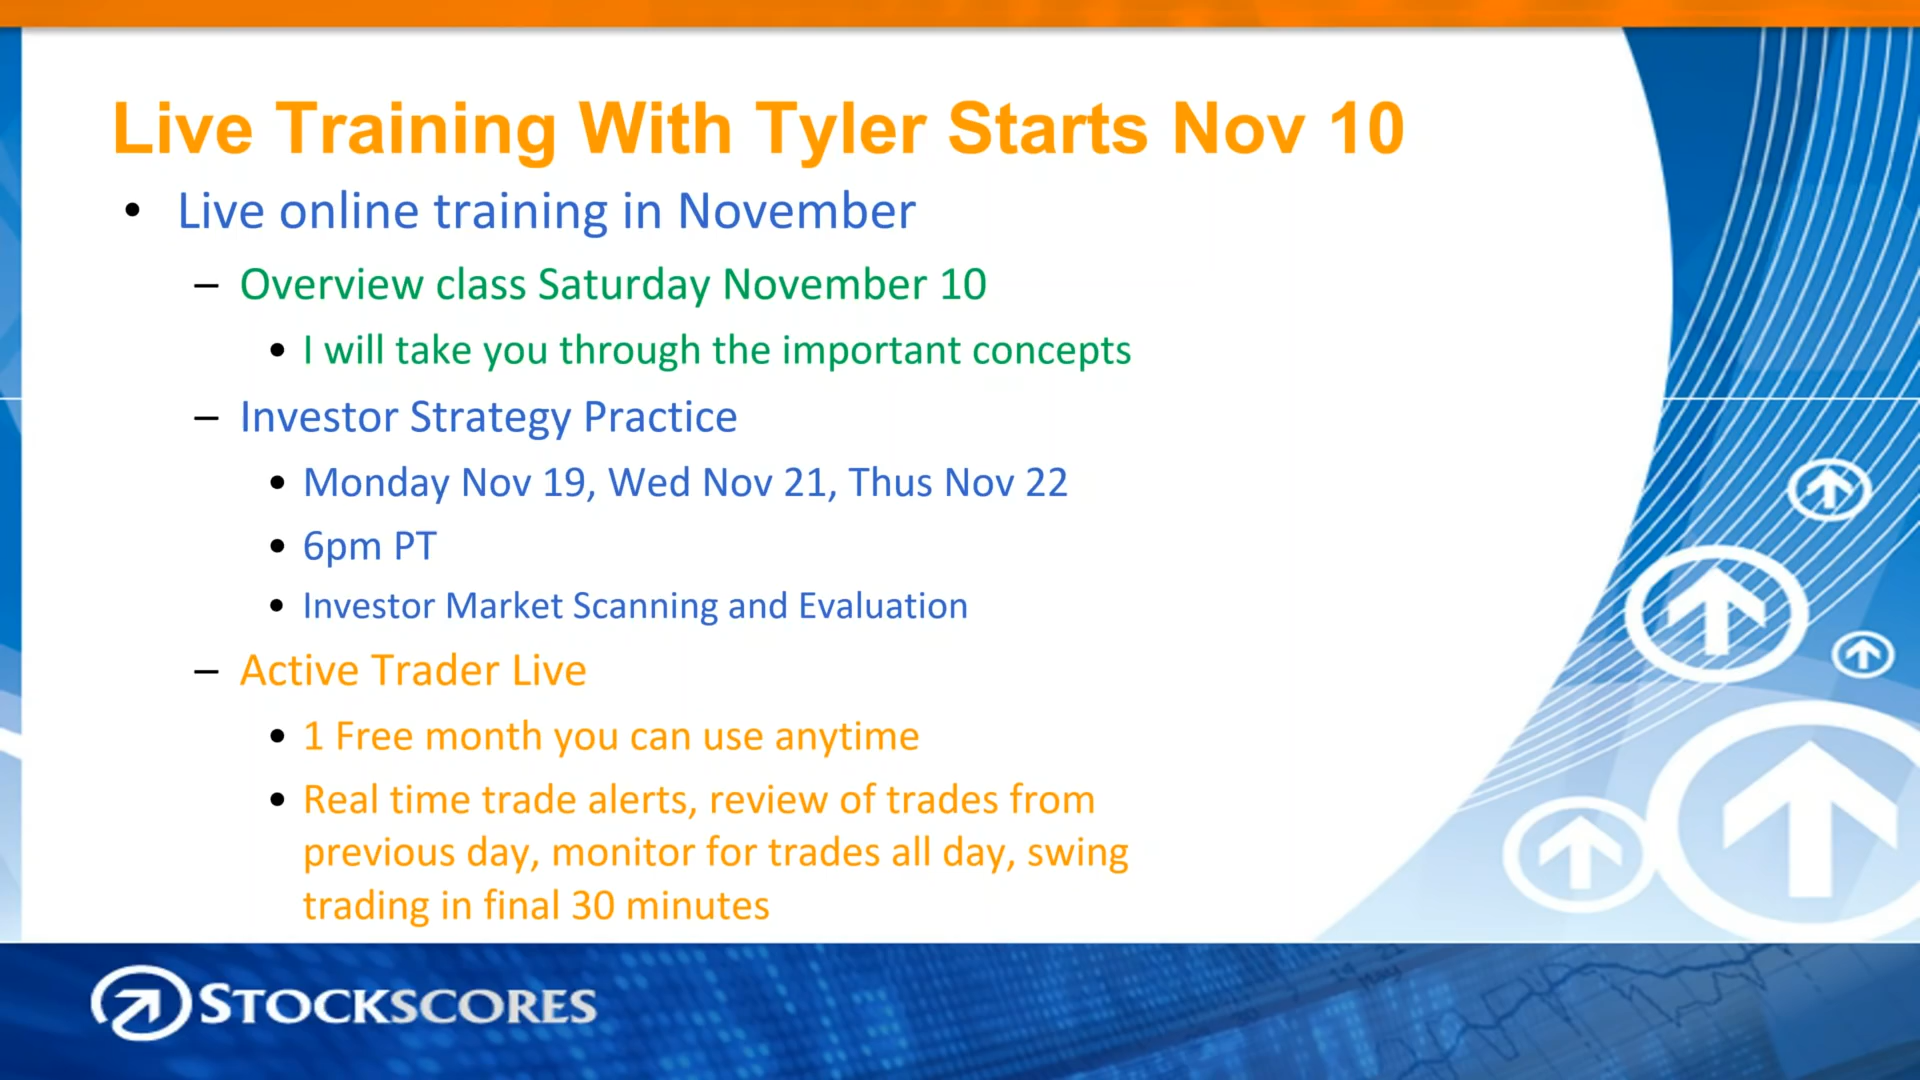 Live Training With Tyler Starts Nov 10
• Live online training in November
– Overview class Saturday November 10
• I will take you through the important concepts
– Investor Strategy Practice
• Monday Nov 19, Wed Nov 21, Thus Nov 22
• 6pm PT
• Investor Market Scanning and Evaluation
– Active Trader Live
• 1 Free month you can use anytime
• Real time trade alerts, review of trades from
previous day, monitor for trades all day, swing
trading in final 30 minutes
STOCKSCORES